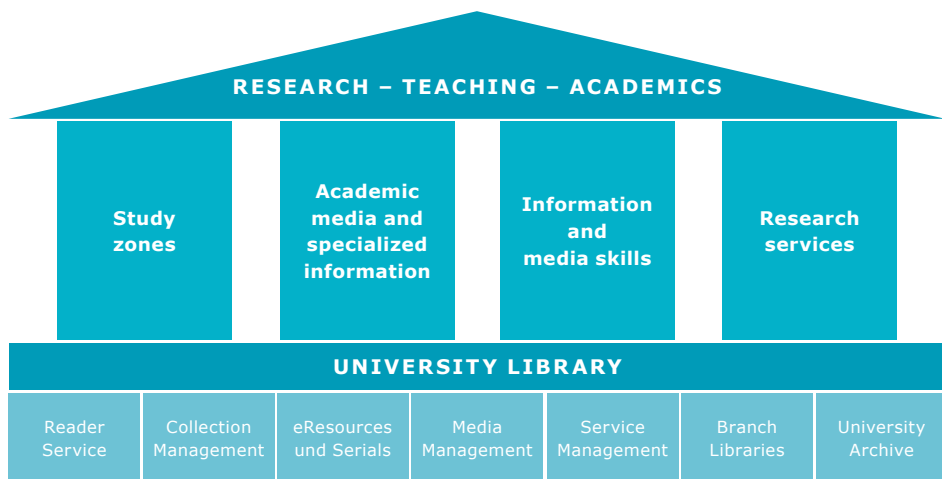 RESEARCH – TEACHING – ACADEMICS
Study
zones
Academic
media and
specialized
information
Information
and
media skills
Research
services
UNIVERSITY LIBRARY
Reader
Service
Collection
Management
eResources
und Serials
Media
Management
Service
Management
Branch
Libraries
University
Archive